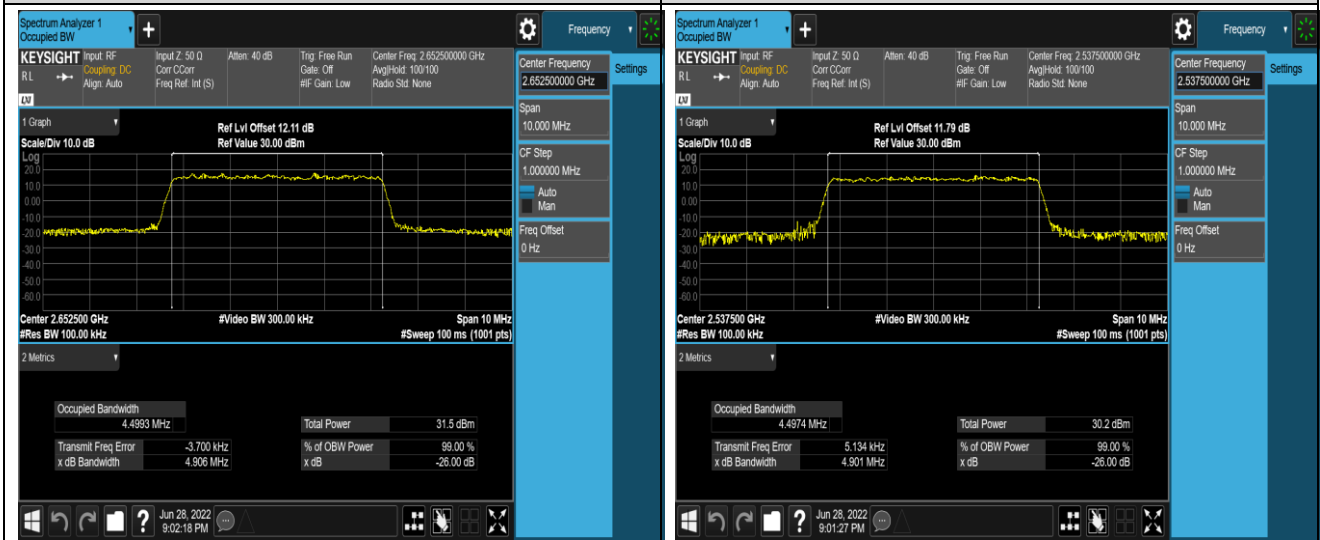 Spectrum Analyzer 1
Occupied BW
+
Frequency
KEYSIGHT
Input: RF
Coupling: DC
Align: Auto
Input Z: 50 Ω
Corr CCorr
Freq Ref: Int (S)
Atten: 40 dB
Trig: Free Run
Gate: Off
#IF Gain: Low
Center Freq: 2.652500000 GHz
Avg|Hold: 100/100
Radio Std: None
RL
LXI
Center Frequency
2.652500000 GHz
Settings
Span
10.000 MHz
CF Step
1.000000 MHz
Auto
Man
Freq Offset
0 Hz
1 Graph
Scale/Div 10.0 dB
Ref Lvl Offset 12.11 dB
Ref Value 30.00 dBm
Log
20.0
10.0
0.00
-10.0
-20.0
-30.0
-40.0
-50.0
-60.0
Center 2.652500 GHz
#Video BW 300.00 kHz
Span 10 MHz
#Res BW 100.00 kHz
#Sweep 100 ms (1001 pts)
2 Metrics
Occupied Bandwidth
4.4993 MHz
Total Power 31.5 dBm
Transmit Freq Error -3.700 kHz
% of OBW Power 99.00 %
x dB Bandwidth 4.906 MHz
x dB -26.00 dB
?
Jun 28, 2022
9:02:18 PM
Spectrum Analyzer 1
Occupied BW
+
Frequency
KEYSIGHT
Input: RF
Coupling: DC
Align: Auto
Input Z: 50 Ω
Corr CCorr
Freq Ref: Int (S)
Atten: 40 dB
Trig: Free Run
Gate: Off
#IF Gain: Low
Center Freq: 2.537500000 GHz
Avg|Hold: 100/100
Radio Std: None
RL
LXI
Center Frequency
2.537500000 GHz
Settings
Span
10.000 MHz
CF Step
1.000000 MHz
Auto
Man
Freq Offset
0 Hz
1 Graph
Scale/Div 10.0 dB
Ref Lvl Offset 11.79 dB
Ref Value 30.00 dBm
Log
20.0
10.0
0.00
-10.0
-20.0
-30.0
-40.0
-50.0
-60.0
Center 2.537500 GHz
#Video BW 300.00 kHz
Span 10 MHz
#Res BW 100.00 kHz
#Sweep 100 ms (1001 pts)
2 Metrics
Occupied Bandwidth
4.4974 MHz
Total Power 30.2 dBm
Transmit Freq Error 5.134 kHz
% of OBW Power 99.00 %
x dB Bandwidth 4.901 MHz
x dB -26.00 dB
?
Jun 28, 2022
9:01:27 PM